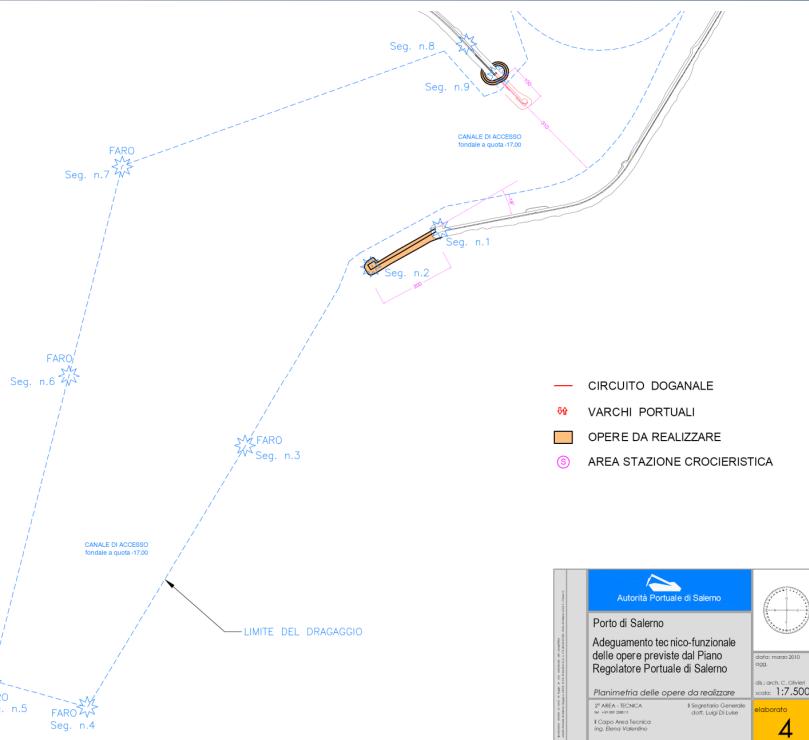 Seg. n.8
Seg. n.9
CANALE DI ACCESSO
fondale a quota -17,00
FARO
Seg. n.7
Seg. n.1
Seg. n.2
200
FARO
Seg. n.6
CIRCUITO DOGANALE
VARCHI PORTUALI
OPERE DA REALIZZARE
S AREA STAZIONE CROCIERISTICA
FARO
Seg. n.3
CANALE DI ACCESSO
fondale a quota -17,00
LIMITE DEL DRAGAGGIO
RO
. n.5
FARO
Seg. n.4
Autorità Portuale di Salerno
Porto di Salerno
Adeguamento tecnico-funzionale
delle opere previste dal Piano
Regolatore Portuale di Salerno
Planimetria delle opere da realizzare
data: marzo 2010
agg.
dis.: arch. C. Olivieri
scala: 1:7.500
2ª AREA - TECNICA
Il Capo Area Tecnica
ing. Elena Valentino
Il Segretario Generale
dott. Luigi Di Luise
elaborato
4